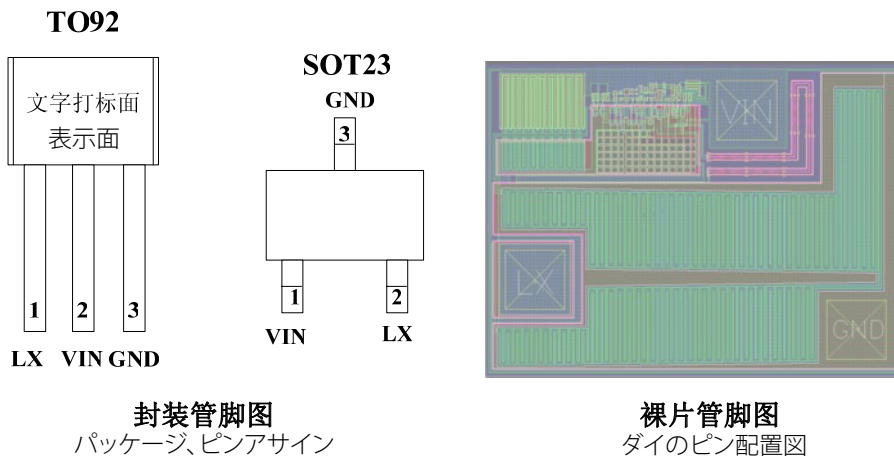 TO92
文字打标面
表示面
1 2 3
LX VIN GND
SOT23
GND
3
1 2
VIN LX
VIN
LX
GND
封装管脚图
パッケージ、ピンアサイン
裸片管脚图
ダイのピン配置図